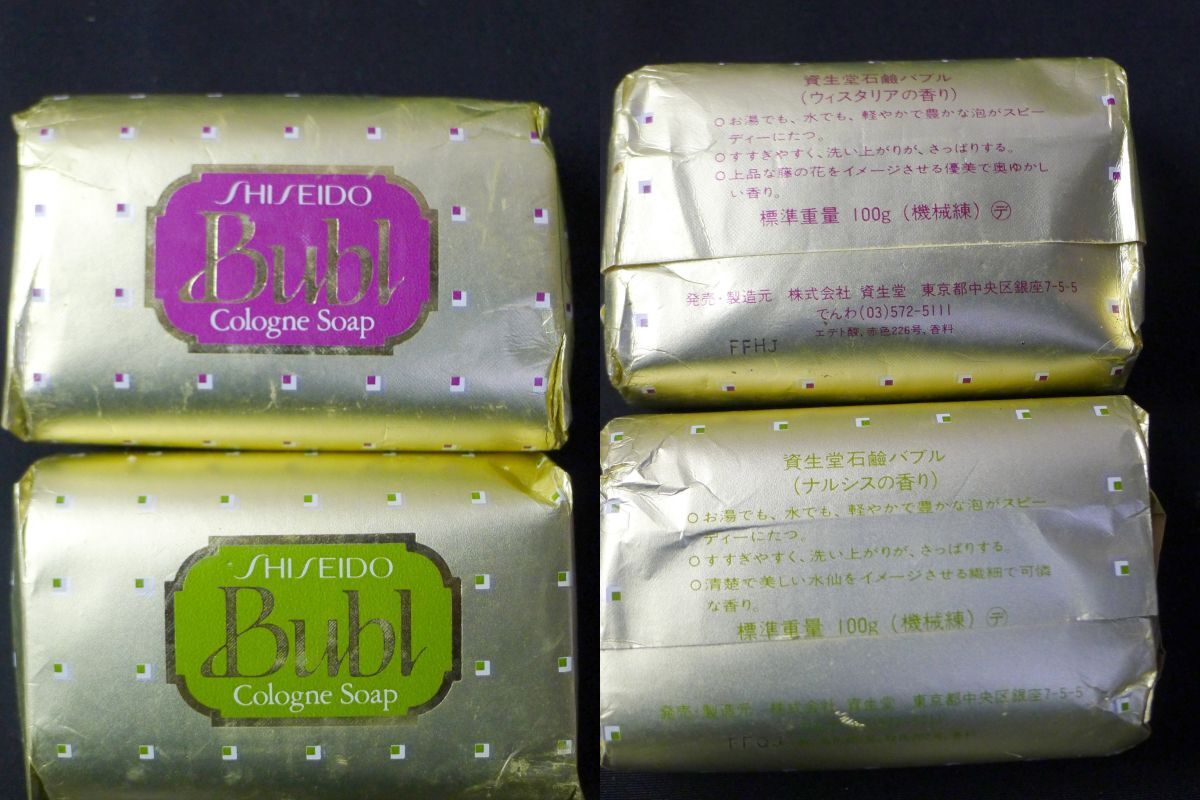 SHISEIDO
Bubl
Cologne Soap
SHISEIDO
Bubl
Cologne Soap
資生堂石鹸バブル
(ウィスタリアの香り)
○お湯でも、水でも、軽やかで豊かな泡がスピー
ディーにたつ。
○すすぎやすく、洗い上がりが、さっぱりする。
○上品な藤の花をイメージさせる優美で奥ゆかし
い香り。
標準重量 100g (機械練) ㋢
発売・製造元 株式会社 資生堂 東京都中央区銀座7-5-5
でんわ(03)572-5111
エデト酸, 赤色226号, 香料
FFHJ
資生堂石鹸バブル
(ナルシスの香り)
○お湯でも、水でも、軽やかで豊かな泡がスピー
ディーにたつ。
○すすぎやすく、洗い上がりが、さっぱりする。
○清楚で美しい水仙をイメージさせる繊細で可憐
な香り。
標準重量 100g (機械練) ㋢
発売・製造元 株式会社 資生堂 東京都中央区銀座7-5-5